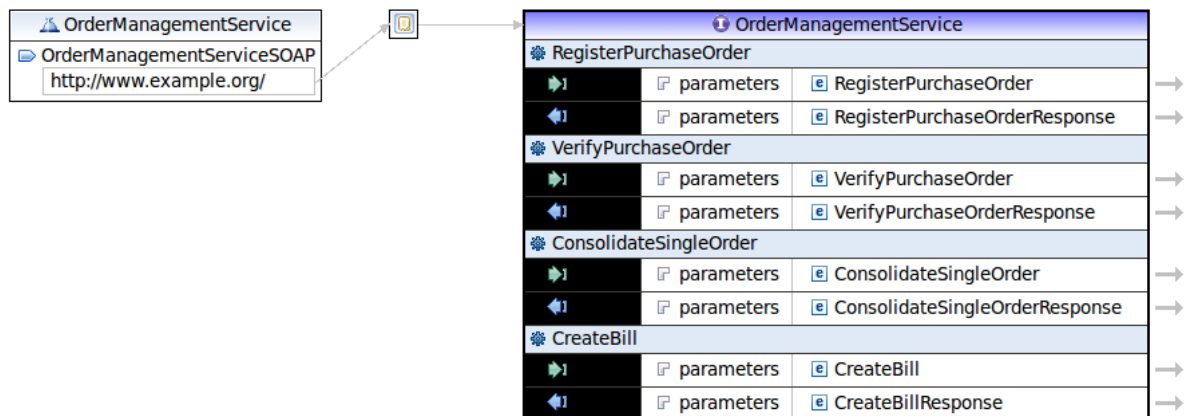 OrderManagementService
OrderManagementServiceSOAP
http://www.example.org/
OrderManagementService
RegisterPurchaseOrder
parameters RegisterPurchaseOrder
parameters RegisterPurchaseOrderResponse
VerifyPurchaseOrder
parameters VerifyPurchaseOrder
parameters VerifyPurchaseOrderResponse
ConsolidateSingleOrder
parameters ConsolidateSingleOrder
parameters ConsolidateSingleOrderResponse
CreateBill
parameters CreateBill
parameters CreateBillResponse